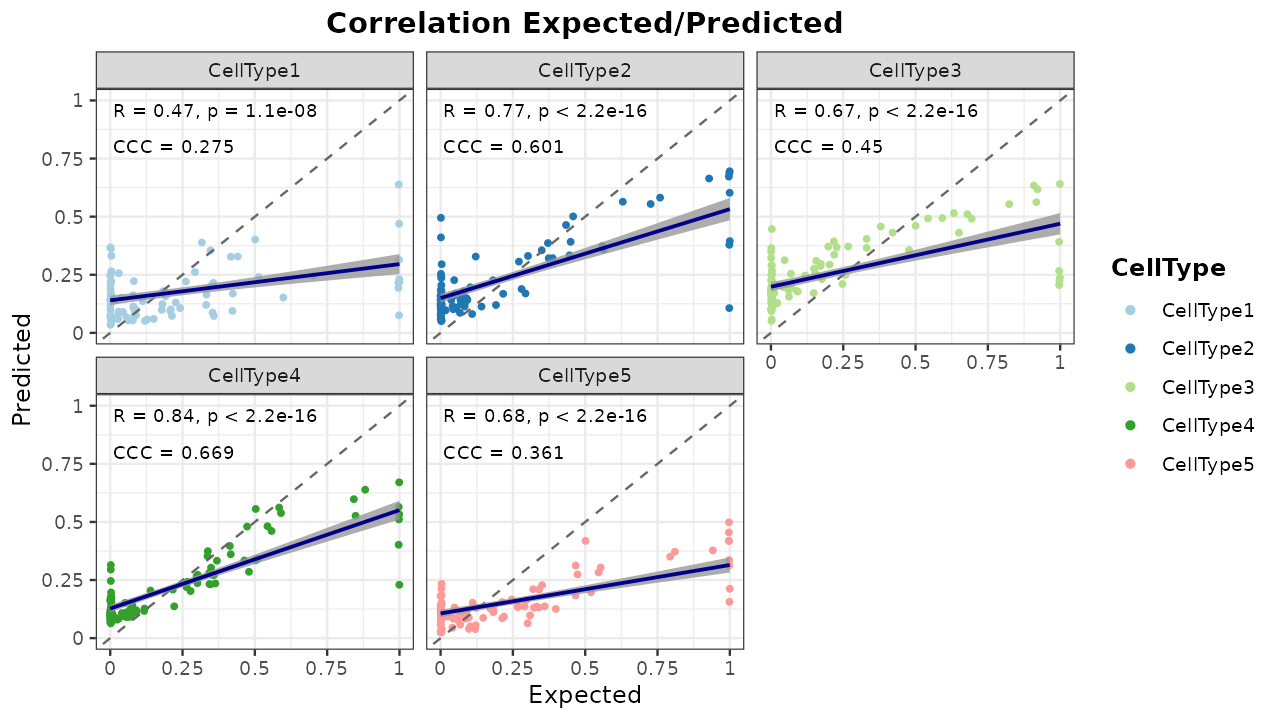 Correlation Expected/Predicted
CellType1
R = 0.47, p = 1.1e-08
CCC = 0.275
CellType2
R = 0.77, p < 2.2e-16
CCC = 0.601
CellType3
R = 0.67, p < 2.2e-16
CCC = 0.45
1
0.75
0.5
0.25
0
0 0.25 0.5 0.75 1
CellType4
R = 0.84, p < 2.2e-16
CCC = 0.669
CellType5
R = 0.68, p < 2.2e-16
CCC = 0.361
1
0.75
0.5
0.25
0
0 0.25 0.5 0.75 1
0 0.25 0.5 0.75 1
Predicted
Expected
CellType
CellType1
CellType2
CellType3
CellType4
CellType5